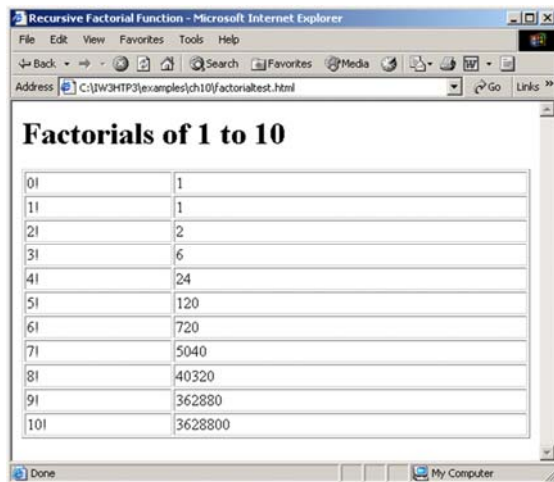 Recursive Factorial Function - Microsoft Internet Explorer
File Edit View Favorites Tools Help
Back Search Favorites Media
Address C:\IW3HTP3\examples\ch10\factorialtest.html Go Links »
Factorials of 1 to 10
0! 1
1! 1
2! 2
3! 6
4! 24
5! 120
6! 720
7! 5040
8! 40320
9! 362880
10! 3628800
Done My Computer